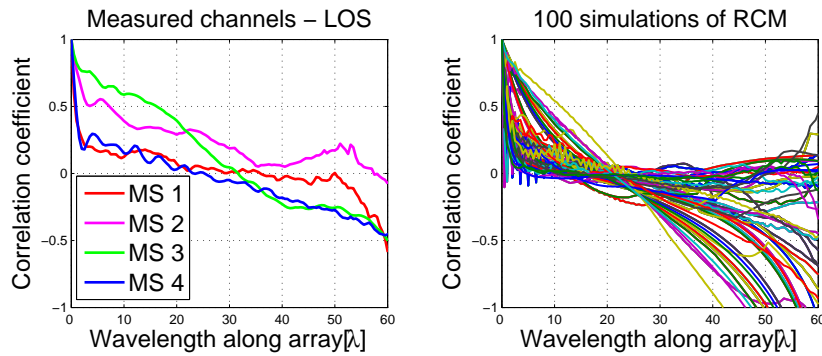 Measured channels – LOS
1
0.5
0
−0.5
−1
0 10 20 30 40 50 60
Correlation coefficient
Wavelength along array[λ]
MS 1
MS 2
MS 3
MS 4
100 simulations of RCM
1
0.5
0
−0.5
−1
0 10 20 30 40 50 60
Correlation coefficient
Wavelength along array[λ]